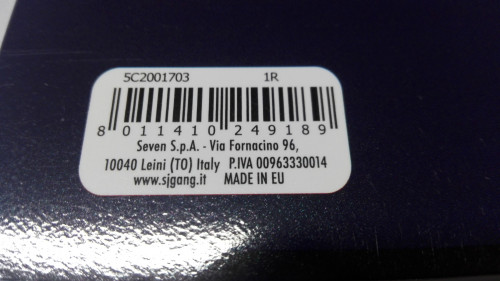 5C2001703 1R
8 011410 249189
Seven S.p.A. - Via Fornacino 96,
10040 Leini (TO) Italy P.IVA 00963330014
www.sjgang.it MADE IN EU